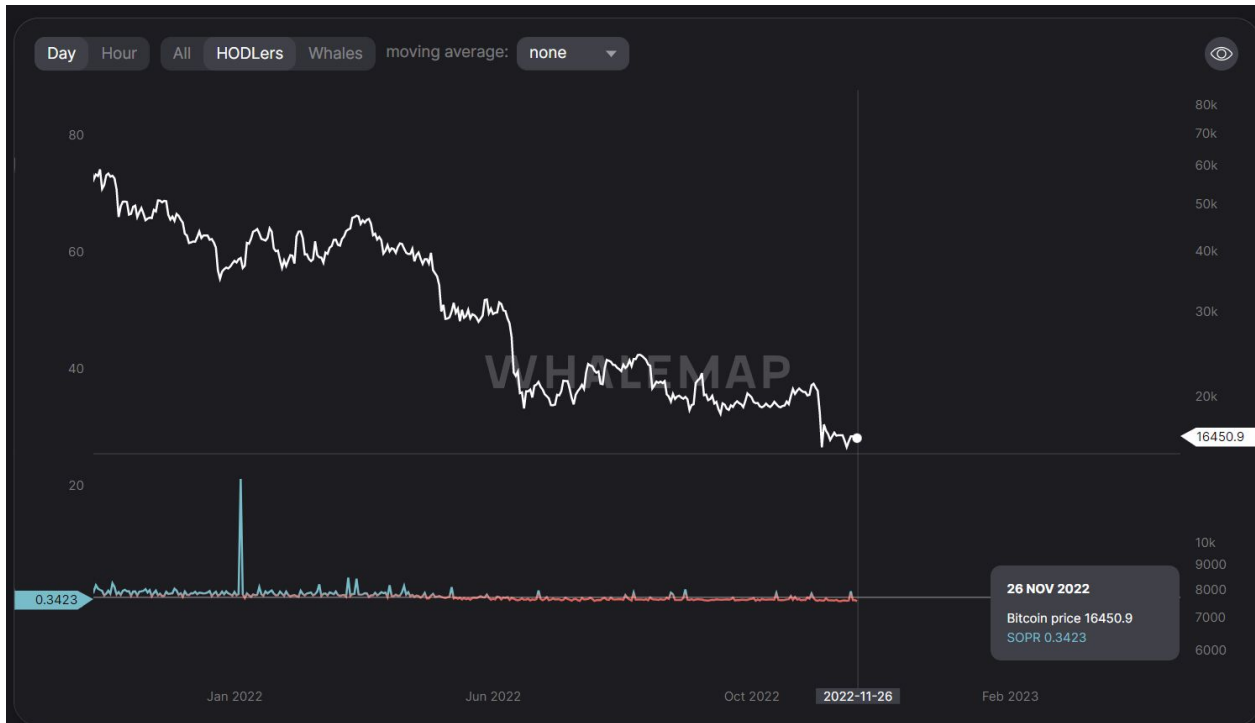 Day Hour All HODLers Whales moving average: none
80k
80
70k
60k
50k
60
40k
30k
WHALEMAP
40
20k
16450.9
20
10k
9000
26 NOV 2022
8000
0.3423
Bitcoin price 16450.9
7000
SOPR 0.3423
6000
Jan 2022 Jun 2022 Oct 2022 2022-11-26 Feb 2023